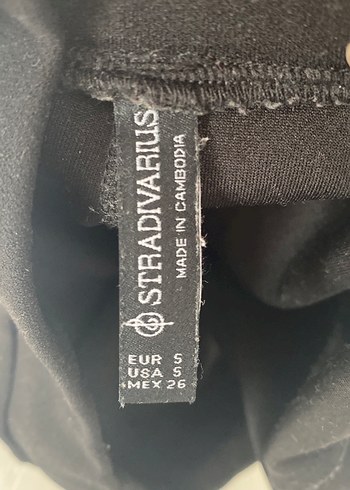 STRADIVARIUS
MADE IN CAMBODIA
EUR S
USA S
MEX 26